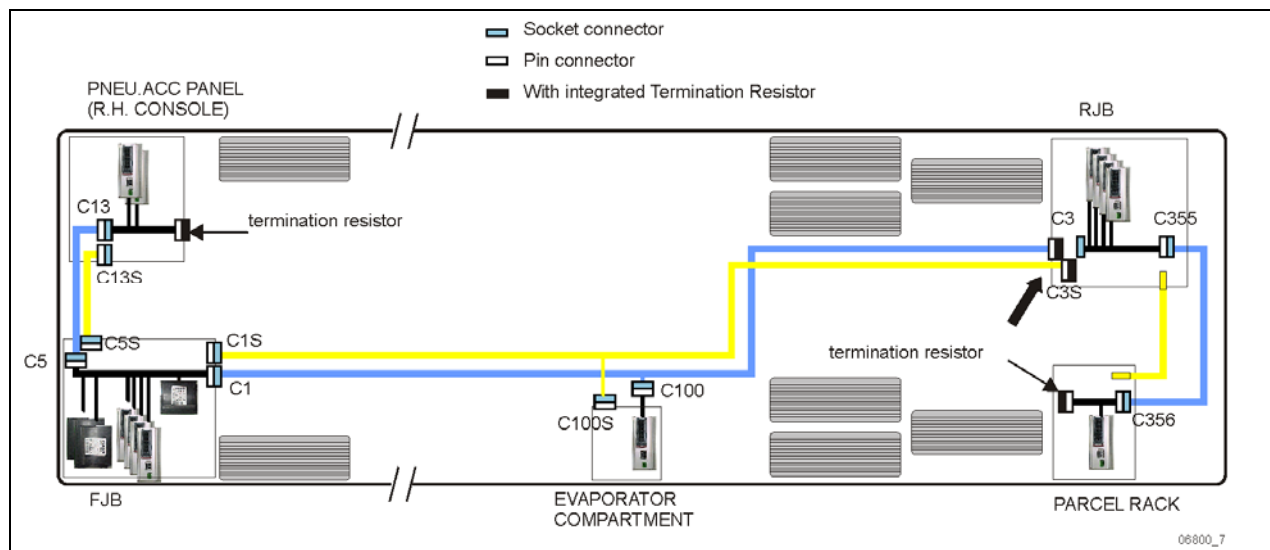 Socket connector
Pin connector
With integrated Termination Resistor
PNEU.ACC PANEL
(R.H. CONSOLE)
RJB
C13
termination resistor
C3
C355
C13S
C3S
C5
C5S
C1S
C1
termination resistor
C100
C100S
C356
FJB
EVAPORATOR
COMPARTMENT
PARCEL RACK
06800_7